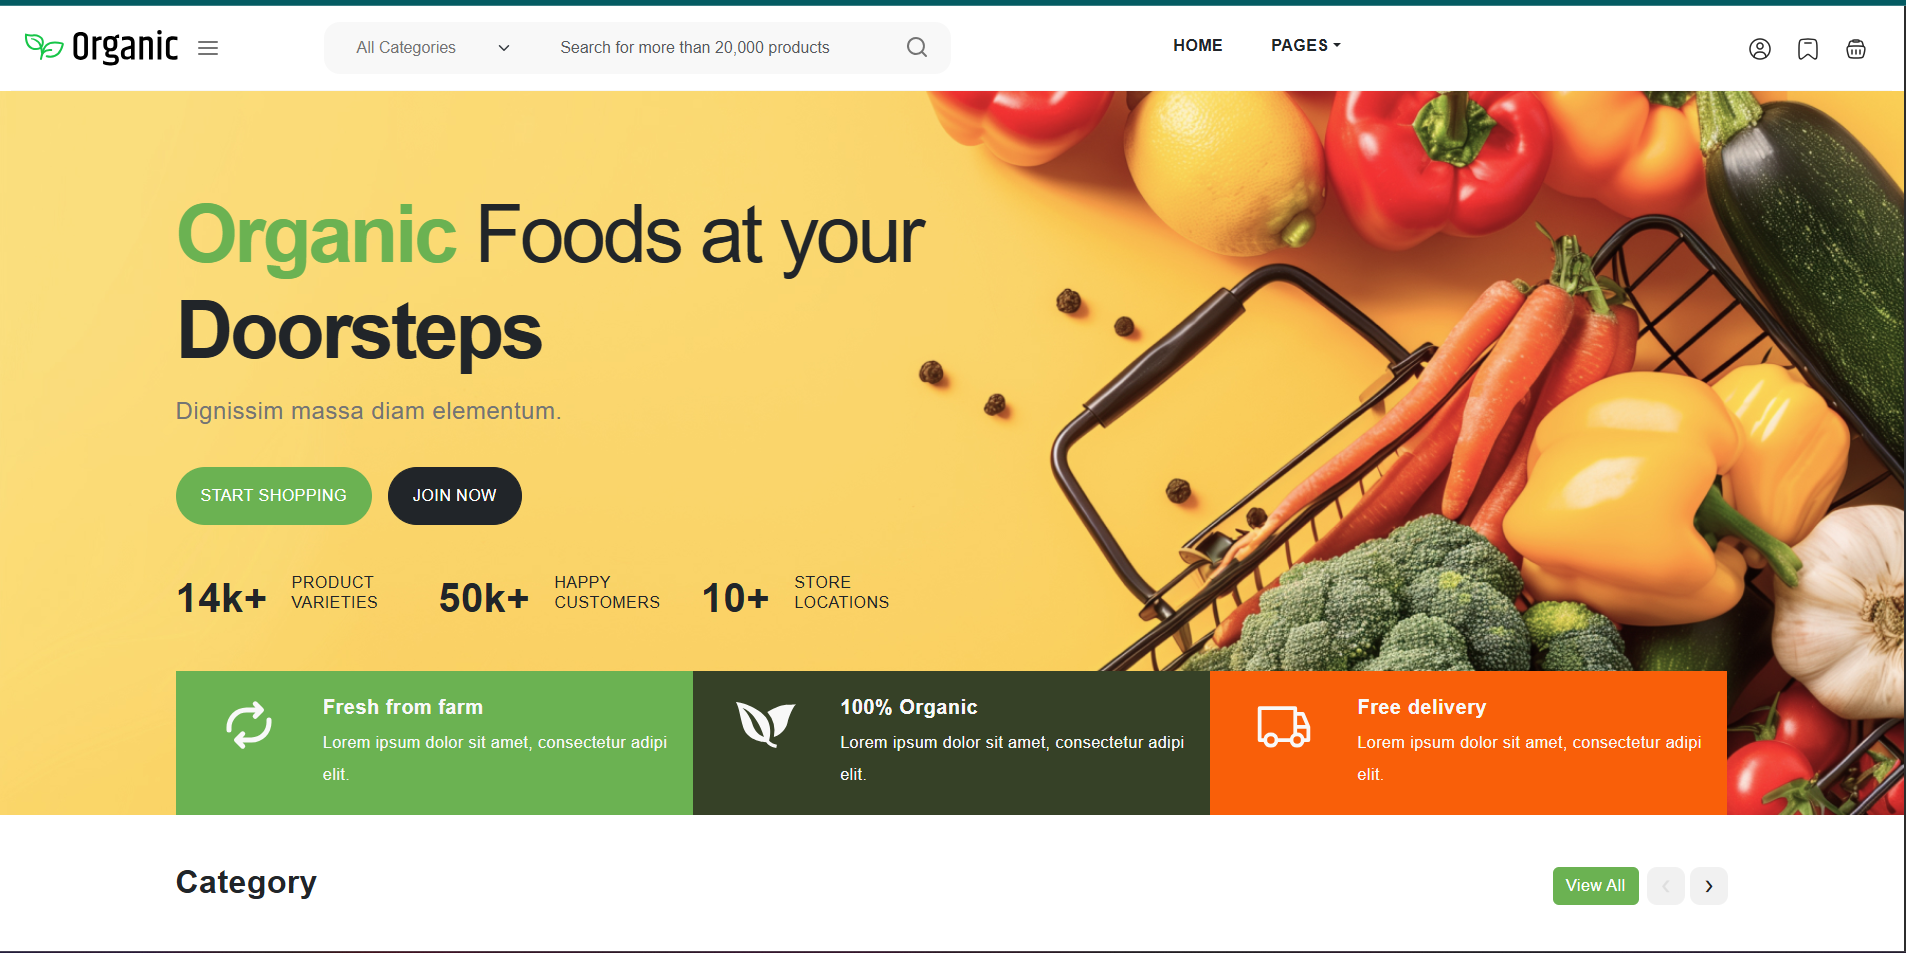 Organic
All Categories
Search for more than 20,000 products
HOME
PAGES
Organic Foods at your
Doorsteps
Dignissim massa diam elementum.
START SHOPPING
JOIN NOW
14k+
PRODUCT
VARIETIES
50k+
HAPPY
CUSTOMERS
10+
STORE
LOCATIONS
Fresh from farm
Lorem ipsum dolor sit amet, consectetur adipi
elit.
100% Organic
Lorem ipsum dolor sit amet, consectetur adipi
elit.
Free delivery
Lorem ipsum dolor sit amet, consectetur adipi
elit.
Category
View All